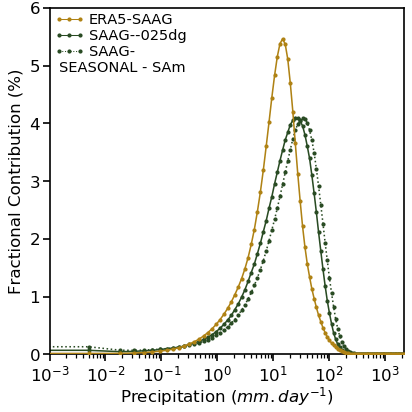 6
ERA5-SAAG
SAAG--025dg
SAAG-
SEASONAL - SAm
5
4
3
2
1
0
Fractional Contribution (%)
10⁻³ 10⁻² 10⁻¹ 10⁰ 10¹ 10² 10³
Precipitation (mm.day⁻¹)